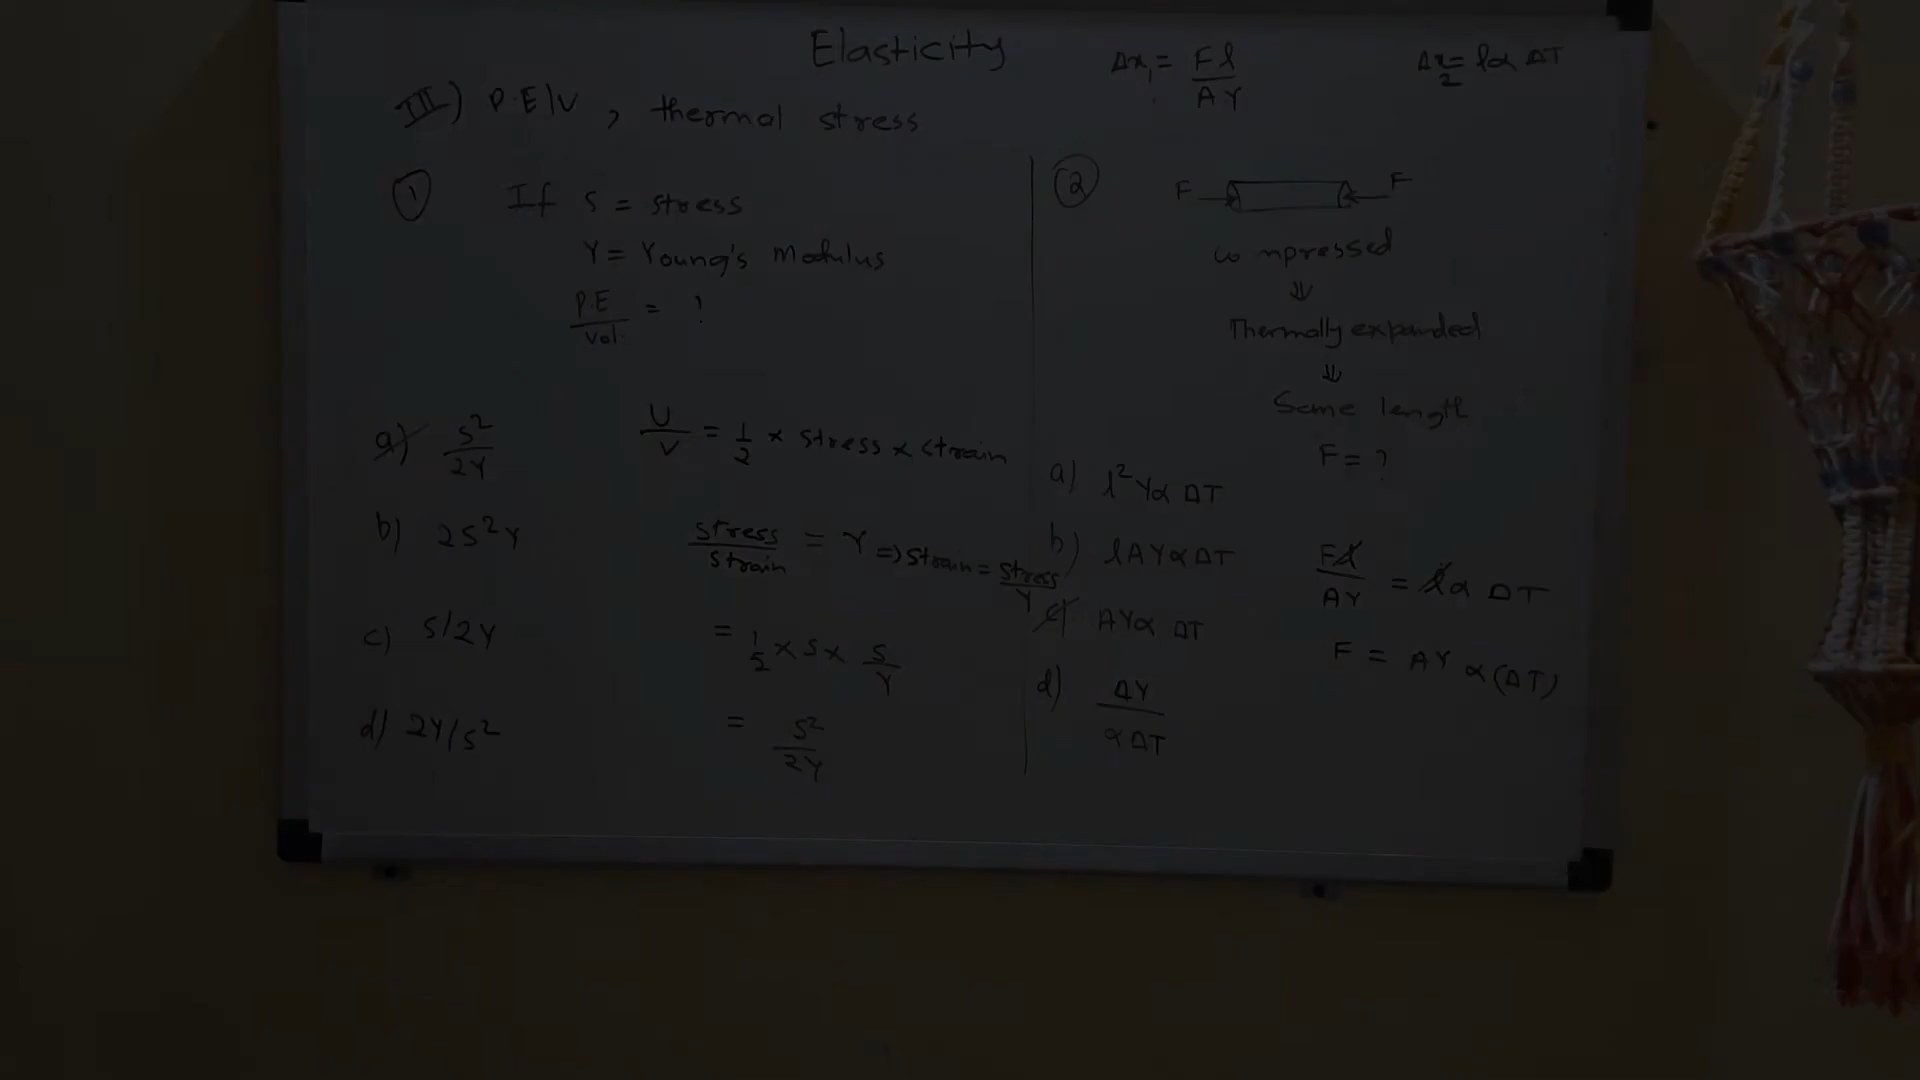 Elasticity
III) P.E/V, thermal stress
Δx₁ = Fl/AY
Δx₂ = lα ΔT
① If S = stress
Y = Young's Modulus
P.E/Vol. = ?
a) S²/2Y
b) 2S²Y
c) S/2Y
d) 2Y/S²
U/V = 1/2 × stress × strain
stress/strain = Y => strain = stress/Y
= 1/2 × S × S/Y
= S²/2Y
②
F F
compressed
⇓
Thermally expanded
⇓
Same length
F = ?
a) l²Yα ΔT
b) lAYα ΔT
c) AYα ΔT
d) ΔY/αΔT
Fl/AY = lα ΔT
F = AY α(ΔT)